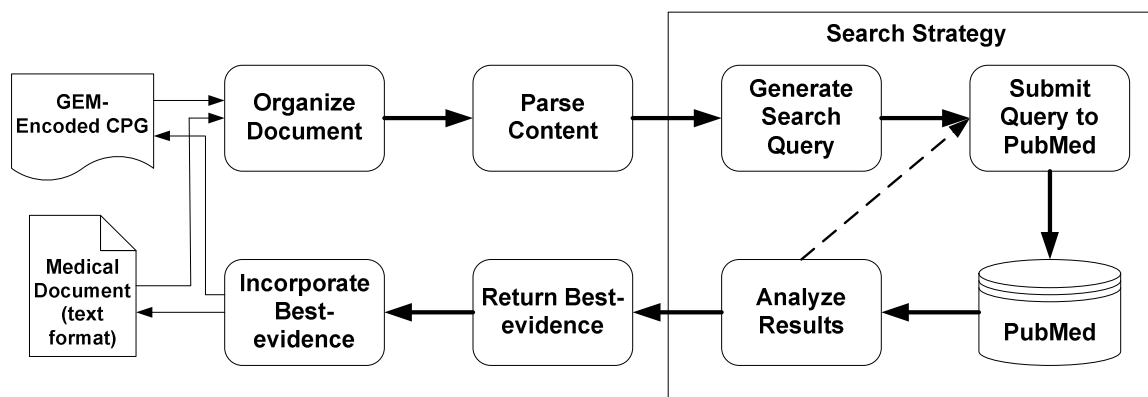 Search Strategy
GEM-
Encoded CPG
Organize
Document
Parse
Content
Generate
Search
Query
Submit
Query to
PubMed
Medical
Document
(text
format)
Incorporate
Best-
evidence
Return Best-
evidence
Analyze
Results
PubMed